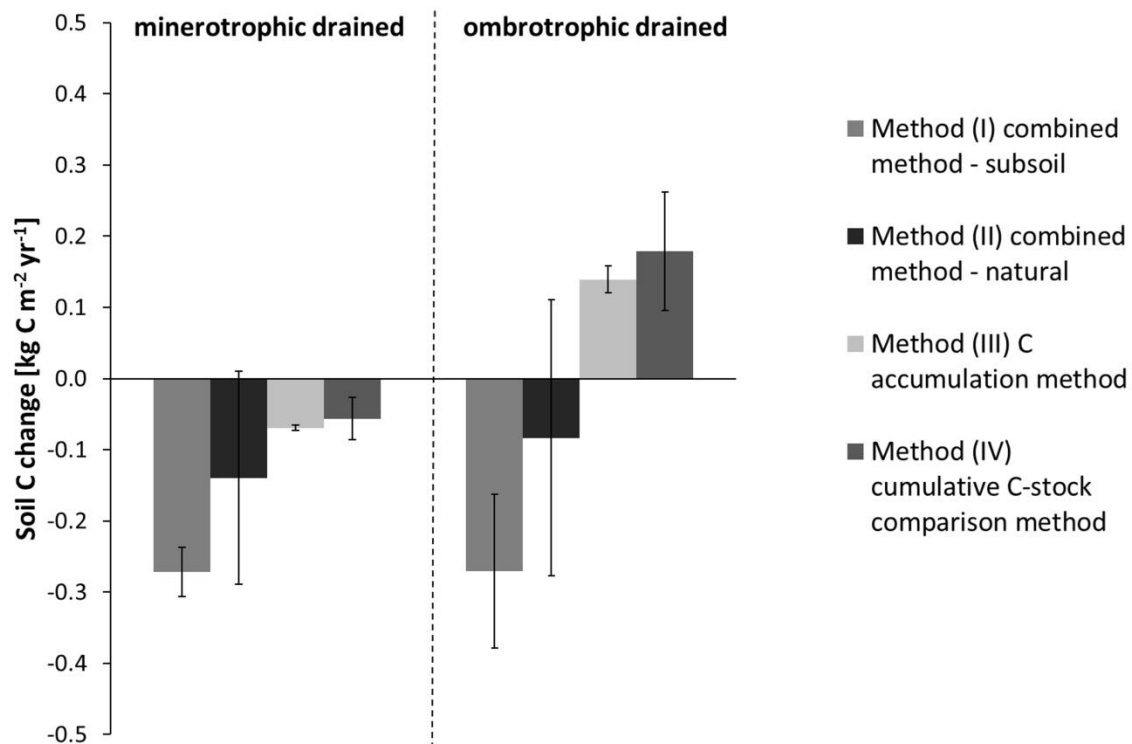 minerotrophic drained
ombrotrophic drained
Soil C change [kg C m⁻² yr⁻¹]
0.5
0.4
0.3
0.2
0.1
0.0
-0.1
-0.2
-0.3
-0.4
-0.5
Method (I) combined
method - subsoil
Method (II) combined
method - natural
Method (III) C
accumulation method
Method (IV)
cumulative C-stock
comparison method